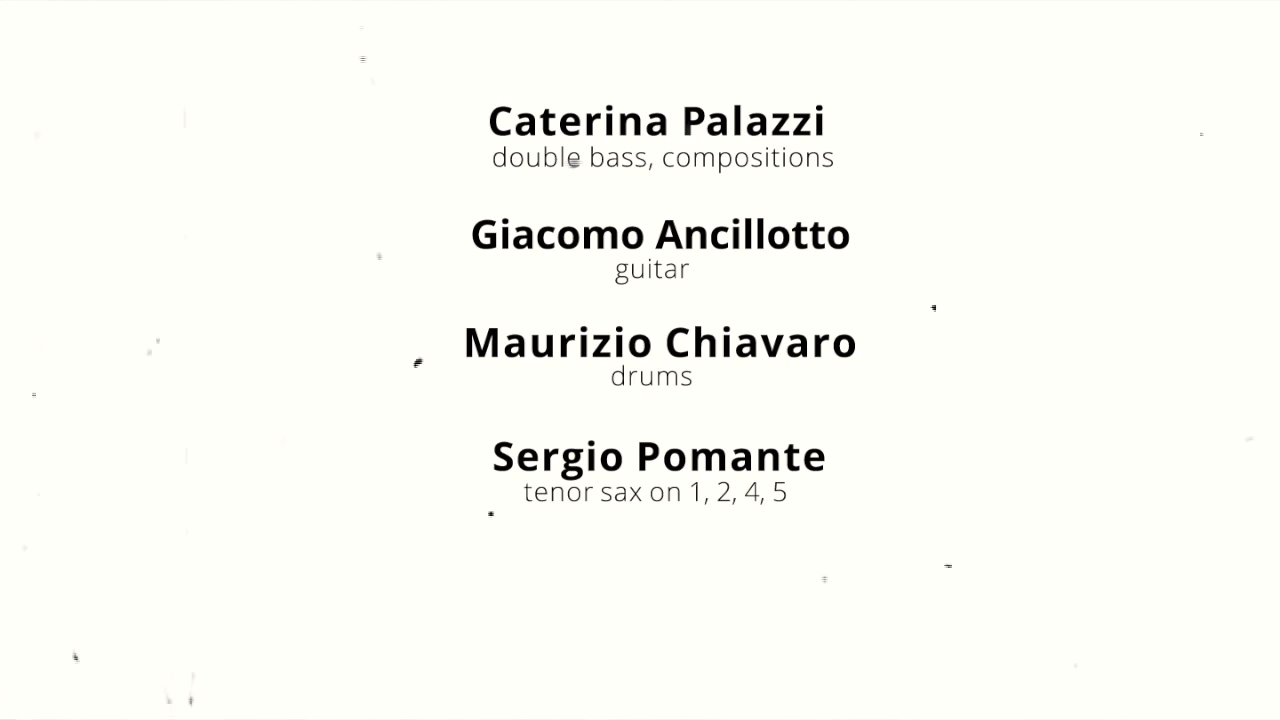 Caterina Palazzi
double bass, compositions
Giacomo Ancillotto
guitar
Maurizio Chiavaro
drums
Sergio Pomante
tenor sax on 1, 2, 4, 5